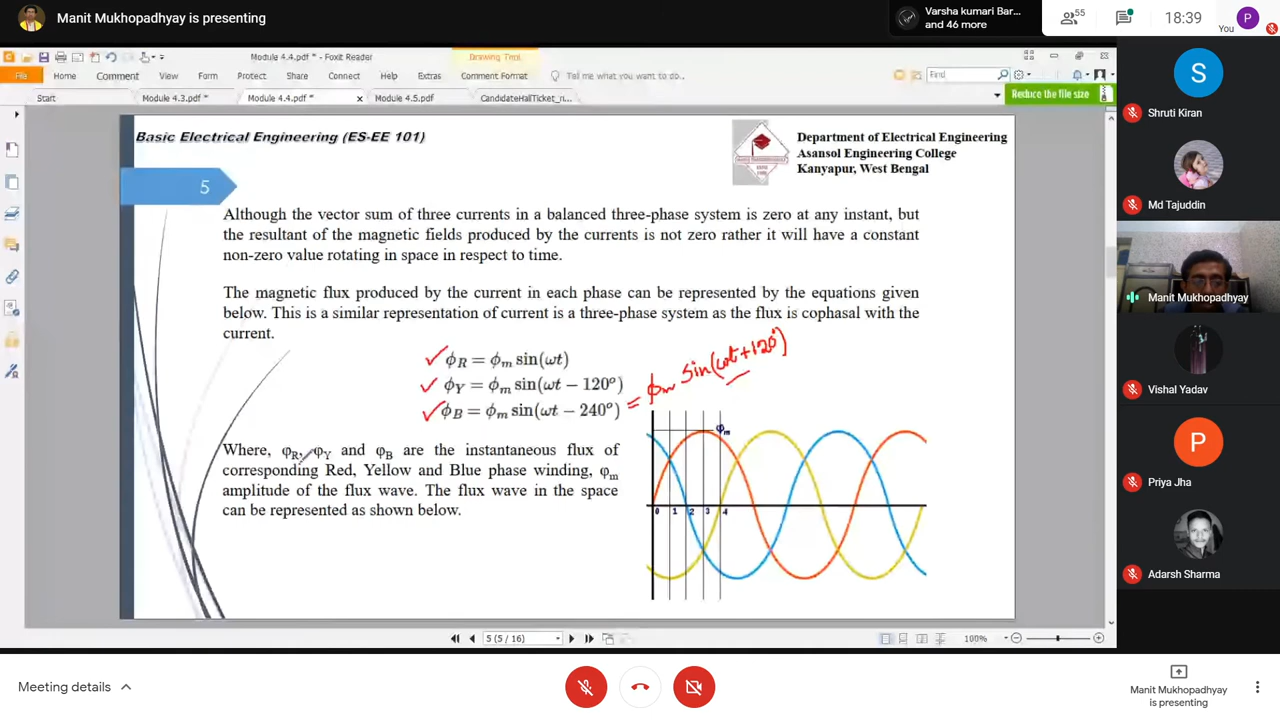 Manit Mukhopadhyay is presenting
Varsha kumari Bar...
and 46 more
55
18:39
You
P
Module 4.4.pdf * - Foxit Reader
Drawing Tool
File
Home
Comment
View
Form
Protect
Share
Connect
Help
Extras
Comment Format
Tell me what you want to do...
Find
Start
Module 4.3.pdf *
Module 4.4.pdf *
Module 4.5.pdf
CandidateHallTicket_n...
Reduce the file size
Basic Electrical Engineering (ES-EE 101)
Department of Electrical Engineering
Asansol Engineering College
Kanyapur, West Bengal
5
Although the vector sum of three currents in a balanced three-phase system is zero at any instant, but
the resultant of the magnetic fields produced by the currents is not zero rather it will have a constant
non-zero value rotating in space in respect to time.
The magnetic flux produced by the current in each phase can be represented by the equations given
below. This is a similar representation of current is a three-phase system as the flux is cophasal with the
current.
ϕR = ϕm sin(ωt)
ϕY = ϕm sin(ωt − 120°)
ϕB = ϕm sin(ωt − 240°)
= ϕm sin(ωt+120°)
Where, φR, φY and φB are the instantaneous flux of
corresponding Red, Yellow and Blue phase winding, φm
amplitude of the flux wave. The flux wave in the space
can be represented as shown below.
φm
0 1 2 3 4
5 (5 / 16)
100%
S
Shruti Kiran
Md Tajuddin
Manit Mukhopadhyay
Vishal Yadav
P
Priya Jha
Adarsh Sharma
Meeting details
Manit Mukhopadhyay
is presenting